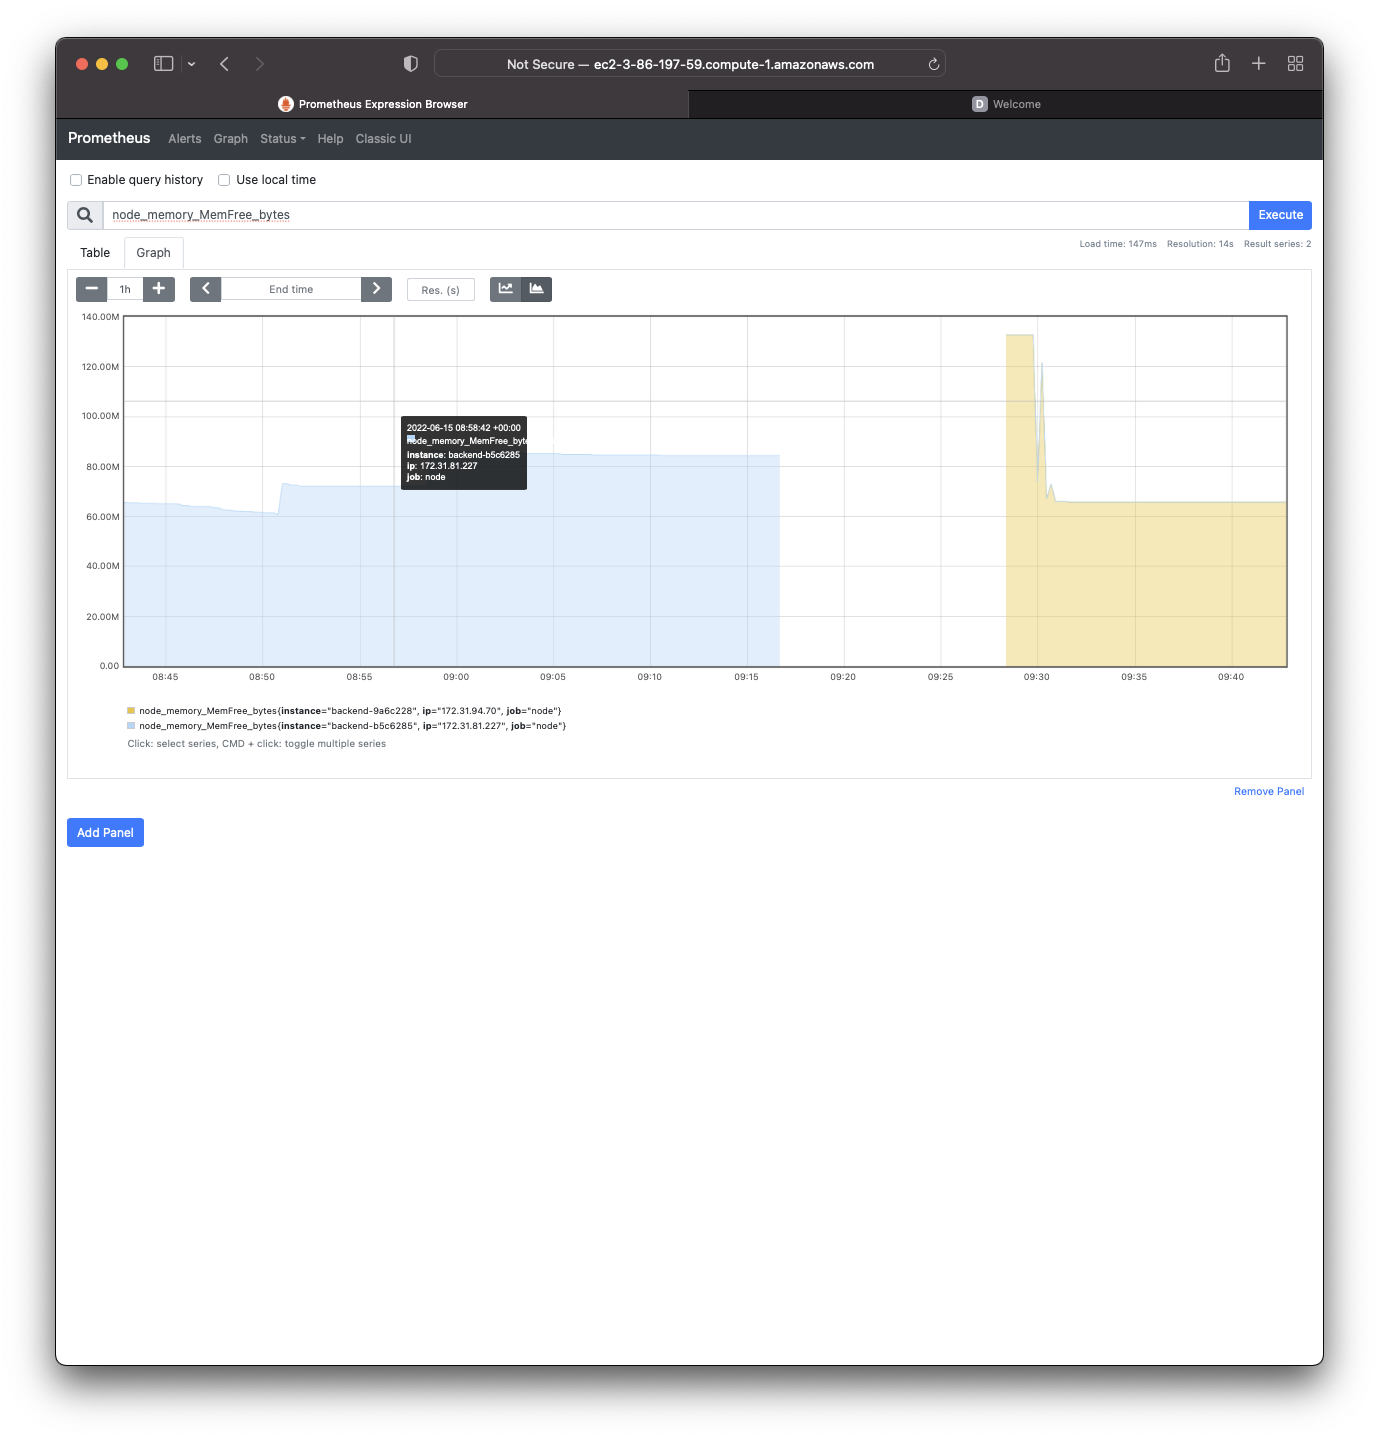 Not Secure — ec2-3-86-197-59.compute-1.amazonaws.com
Prometheus Expression Browser
D Welcome
Prometheus Alerts Graph Status Help Classic UI
Enable query history Use local time
node_memory_MemFree_bytes Execute
Load time: 147ms Resolution: 14s Result series: 2
Table Graph
1h End time Res. (s)
140.00M
120.00M
100.00M
80.00M
60.00M
40.00M
20.00M
0.00
2022-06-15 08:58:42 +00:00
node_memory_MemFree_byte
instance: backend-b5c6285
ip: 172.31.81.227
job: node
08:45 08:50 08:55 09:00 09:05 09:10 09:15 09:20 09:25 09:30 09:35 09:40
node_memory_MemFree_bytes{instance="backend-9a6c228", ip="172.31.94.70", job="node"}
node_memory_MemFree_bytes{instance="backend-b5c6285", ip="172.31.81.227", job="node"}
Click: select series, CMD + click: toggle multiple series
Remove Panel
Add Panel